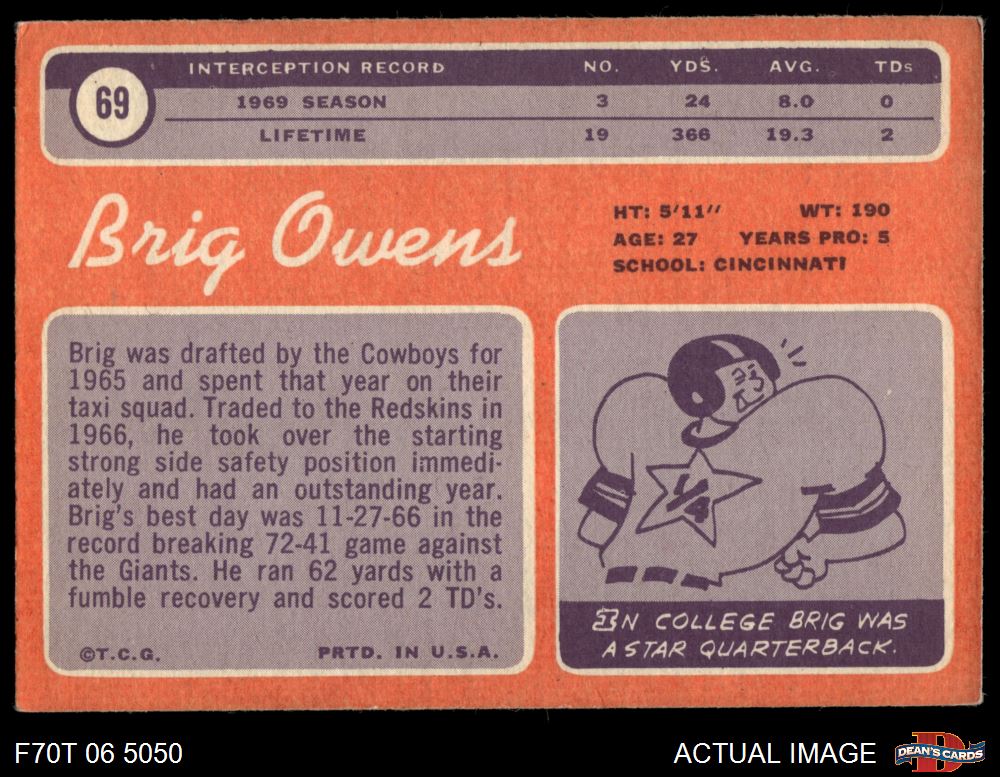 INTERCEPTION RECORD NO. YDS. AVG. TDs
69
1969 SEASON 3 24 8.0 0
LIFETIME 19 366 19.3 2
Brig Owens
HT: 5'11" WT: 190
AGE: 27 YEARS PRO: 5
SCHOOL: CINCINNATI
Brig was drafted by the Cowboys for
1965 and spent that year on their
taxi squad. Traded to the Redskins in
1966, he took over the starting
strong side safety position immedi-
ately and had an outstanding year.
Brig's best day was 11-27-66 in the
record breaking 72-41 game against
the Giants. He ran 62 yards with a
fumble recovery and scored 2 TD's.
©T.C.G. PRTD. IN U.S.A.
1/4
IN COLLEGE BRIG WAS
A STAR QUARTERBACK.
F70T 06 5050
ACTUAL IMAGE
D
DEAN'S CARDS